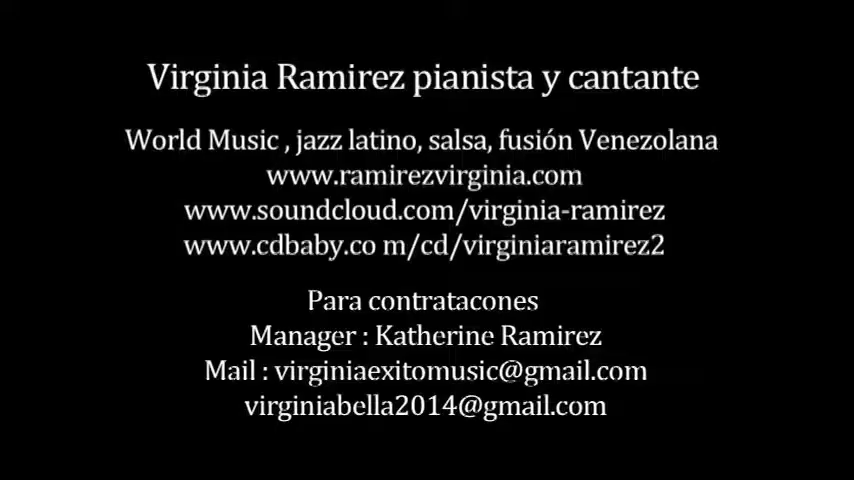 Virginia Ramirez pianista y cantante
World Music , jazz latino, salsa, fusión Venezolana
www.ramirezvirginia.com
www.soundcloud.com/virginia-ramirez
www.cdbaby.co m/cd/virginiaramirez2
Para contratacones
Manager : Katherine Ramirez
Mail : virginiaexitomusic@gmail.com
virginiabella2014@gmail.com